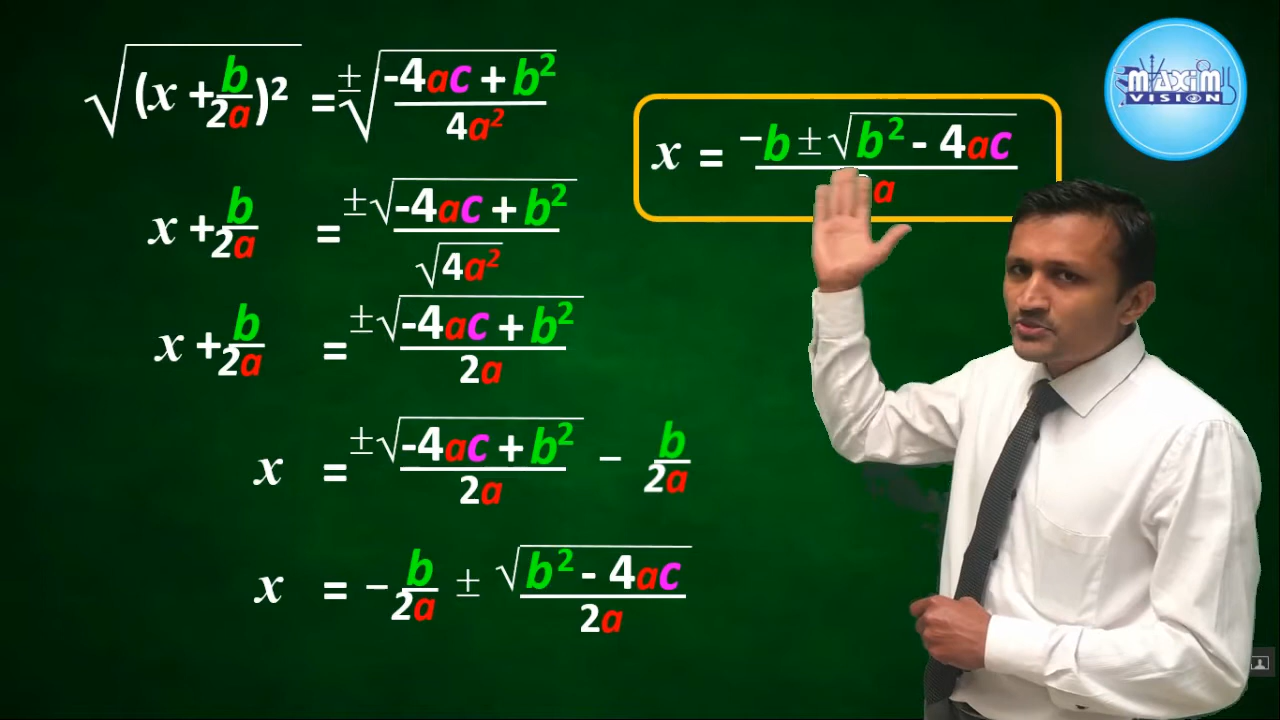 √(x + b/2a)² = ±√((-4ac + b²)/4a²)
x + b/2a = ±√(-4ac + b²)/√(4a²)
x + b/2a = ±√(-4ac + b²)/2a
x = ±√(-4ac + b²)/2a − b/2a
x = − b/2a ± √(b² - 4ac)/2a
x = (−b ± √(b² - 4ac))/a
MAXIM
VISION